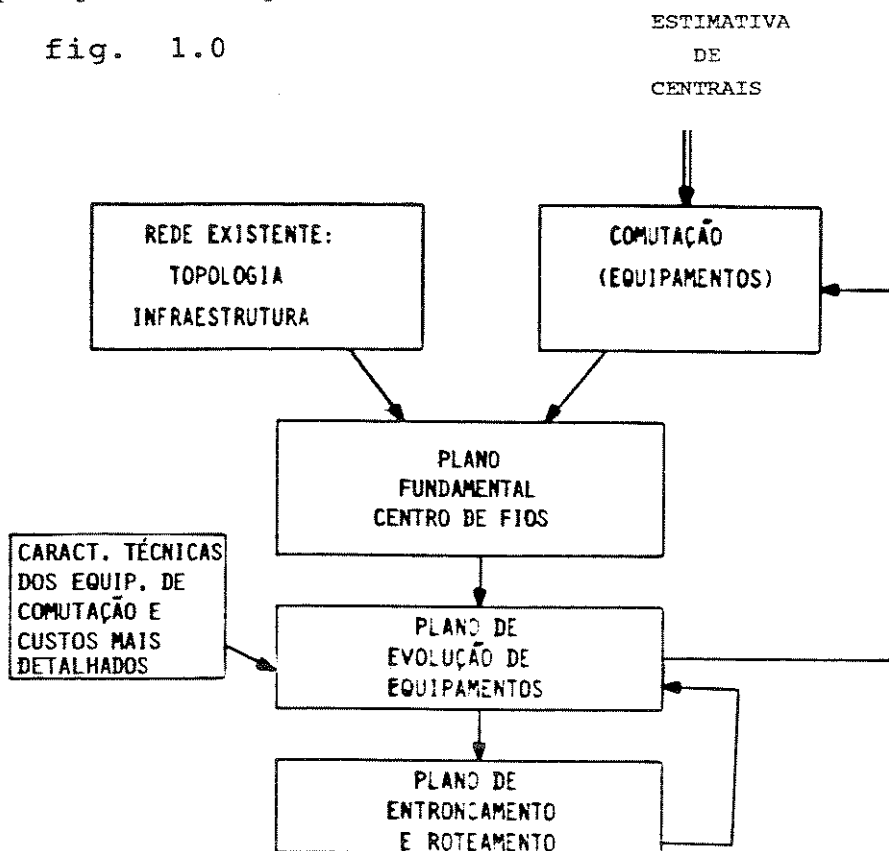 fig. 1.0
ESTIMATIVA
DE
CENTRAIS
REDE EXISTENTE:
TOPOLOGIA
INFRAESTRUTURA
COMUTAÇÃO
(EQUIPAMENTOS)
PLANO
FUNDAMENTAL
CENTRO DE FIOS
CARACT. TÉCNICAS
DOS EQUIP. DE
COMUTAÇÃO E
CUSTOS MAIS
DETALHADOS
PLANO DE
EVOLUÇÃO DE
EQUIPAMENTOS
PLANO DE
ENTRONCAMENTO
E ROTEAMENTO